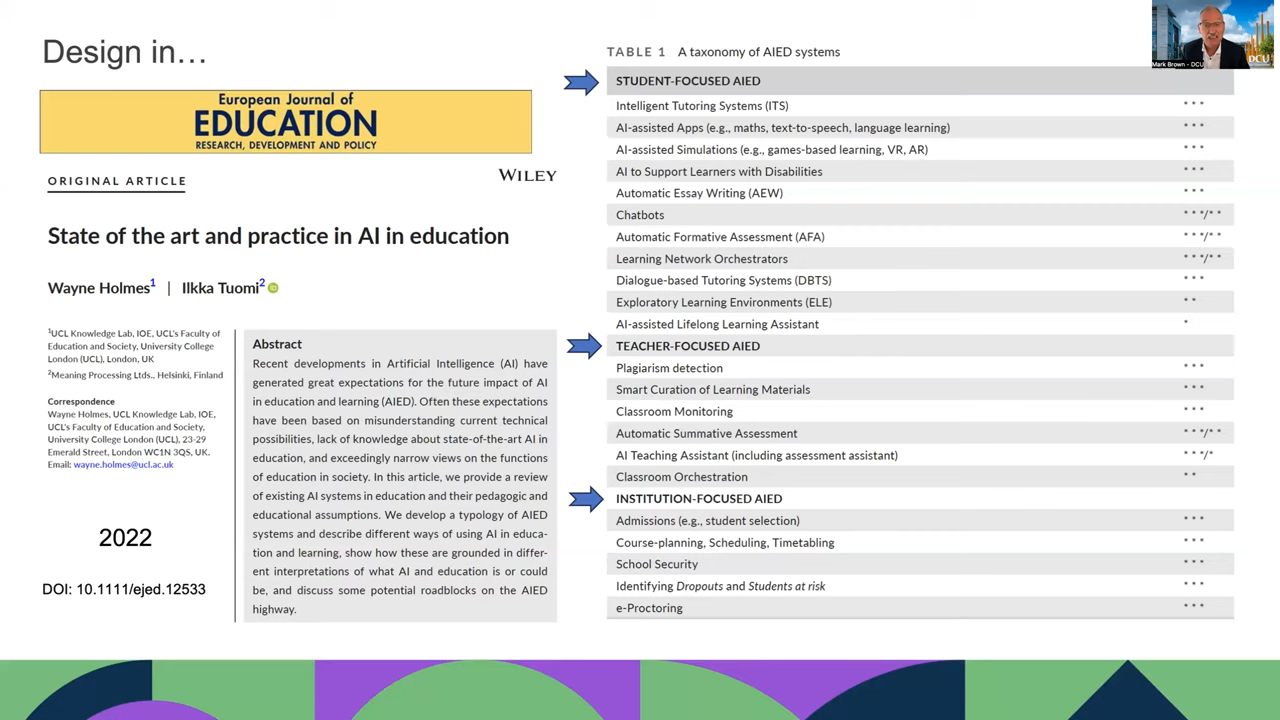 Design in…
European Journal of
EDUCATION
RESEARCH, DEVELOPMENT AND POLICY
ORIGINAL ARTICLE
WILEY
State of the art and practice in AI in education
Wayne Holmes1 | Ilkka Tuomi2
1UCL Knowledge Lab, IOE, UCL's Faculty of
Education and Society, University College
London (UCL), London, UK
2Meaning Processing Ltds., Helsinki, Finland
Correspondence
Wayne Holmes, UCL Knowledge Lab, IOE,
UCL's Faculty of Education and Society,
University College London (UCL), 23-29
Emerald Street, London WC1N 3QS, UK.
Email: wayne.holmes@ucl.ac.uk
2022
DOI: 10.1111/ejed.12533
Abstract
Recent developments in Artificial Intelligence (AI) have
generated great expectations for the future impact of AI
in education and learning (AIED). Often these expectations
have been based on misunderstanding current technical
possibilities, lack of knowledge about state-of-the-art AI in
education, and exceedingly narrow views on the functions
of education in society. In this article, we provide a review
of existing AI systems in education and their pedagogic and
educational assumptions. We develop a typology of AIED
systems and describe different ways of using AI in educa-
tion and learning, show how these are grounded in differ-
ent interpretations of what AI and education is or could
be, and discuss some potential roadblocks on the AIED
highway.
TABLE 1 A taxonomy of AIED systems
STUDENT-FOCUSED AIED
Intelligent Tutoring Systems (ITS) ***
AI-assisted Apps (e.g., maths, text-to-speech, language learning) ***
AI-assisted Simulations (e.g., games-based learning, VR, AR) ***
AI to Support Learners with Disabilities ***
Automatic Essay Writing (AEW) ***
Chatbots ***/**
Automatic Formative Assessment (AFA) ***/**
Learning Network Orchestrators ***/**
Dialogue-based Tutoring Systems (DBTS) ***
Exploratory Learning Environments (ELE) **
AI-assisted Lifelong Learning Assistant *
TEACHER-FOCUSED AIED
Plagiarism detection ***
Smart Curation of Learning Materials ***
Classroom Monitoring ***
Automatic Summative Assessment ***/**
AI Teaching Assistant (including assessment assistant) ***/*
Classroom Orchestration **
INSTITUTION-FOCUSED AIED
Admissions (e.g., student selection) ***
Course-planning, Scheduling, Timetabling ***
School Security ***
Identifying Dropouts and Students at risk ***
e-Proctoring ***
Mark Brown - DCU
DCU